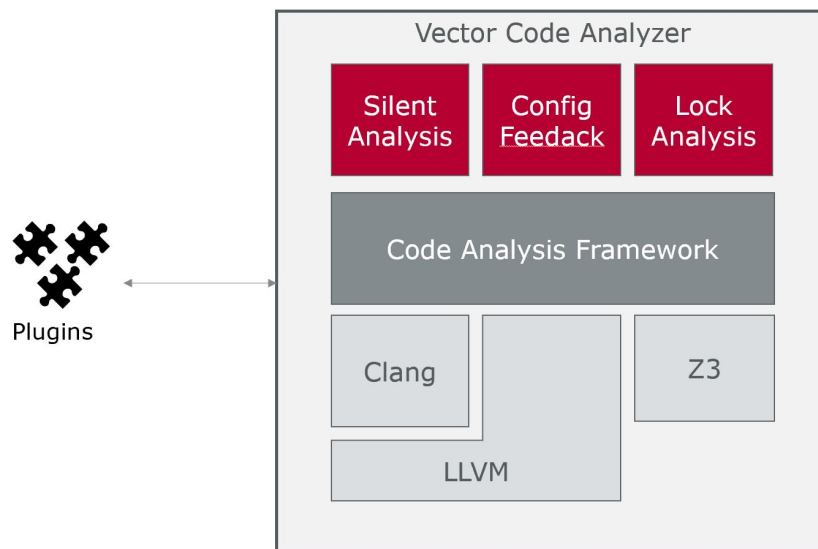 Vector Code Analyzer
Silent
Analysis
Config
Feedack
Lock
Analysis
Code Analysis Framework
Plugins
Clang
Z3
LLVM